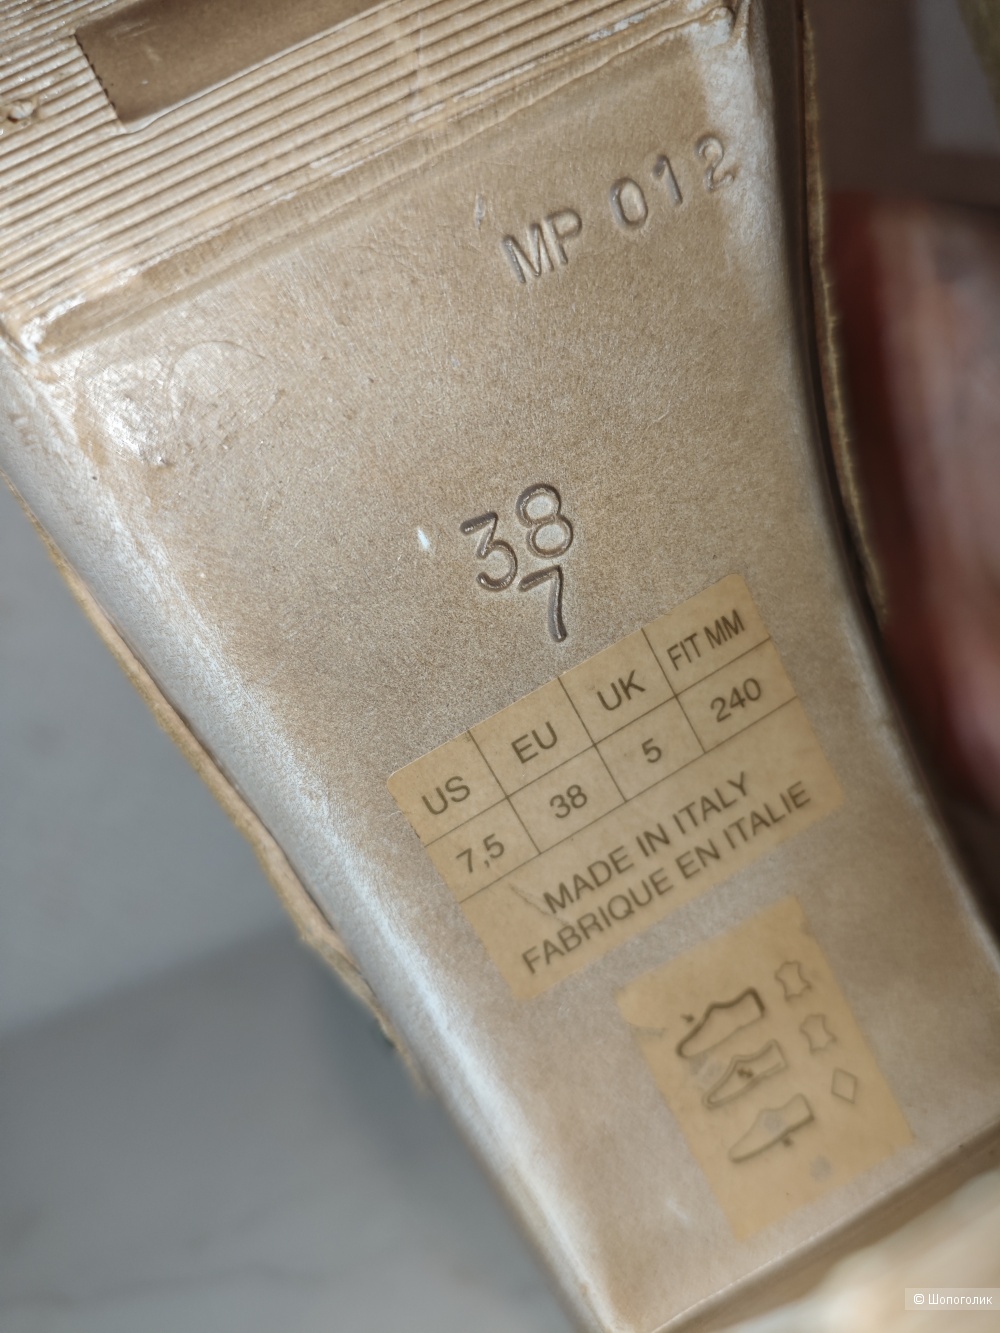 MP 012
38
7
US EU UK FIT MM
7,5 38 5 240
MADE IN ITALY
FABRIQUE EN ITALIE
© Шопоголик